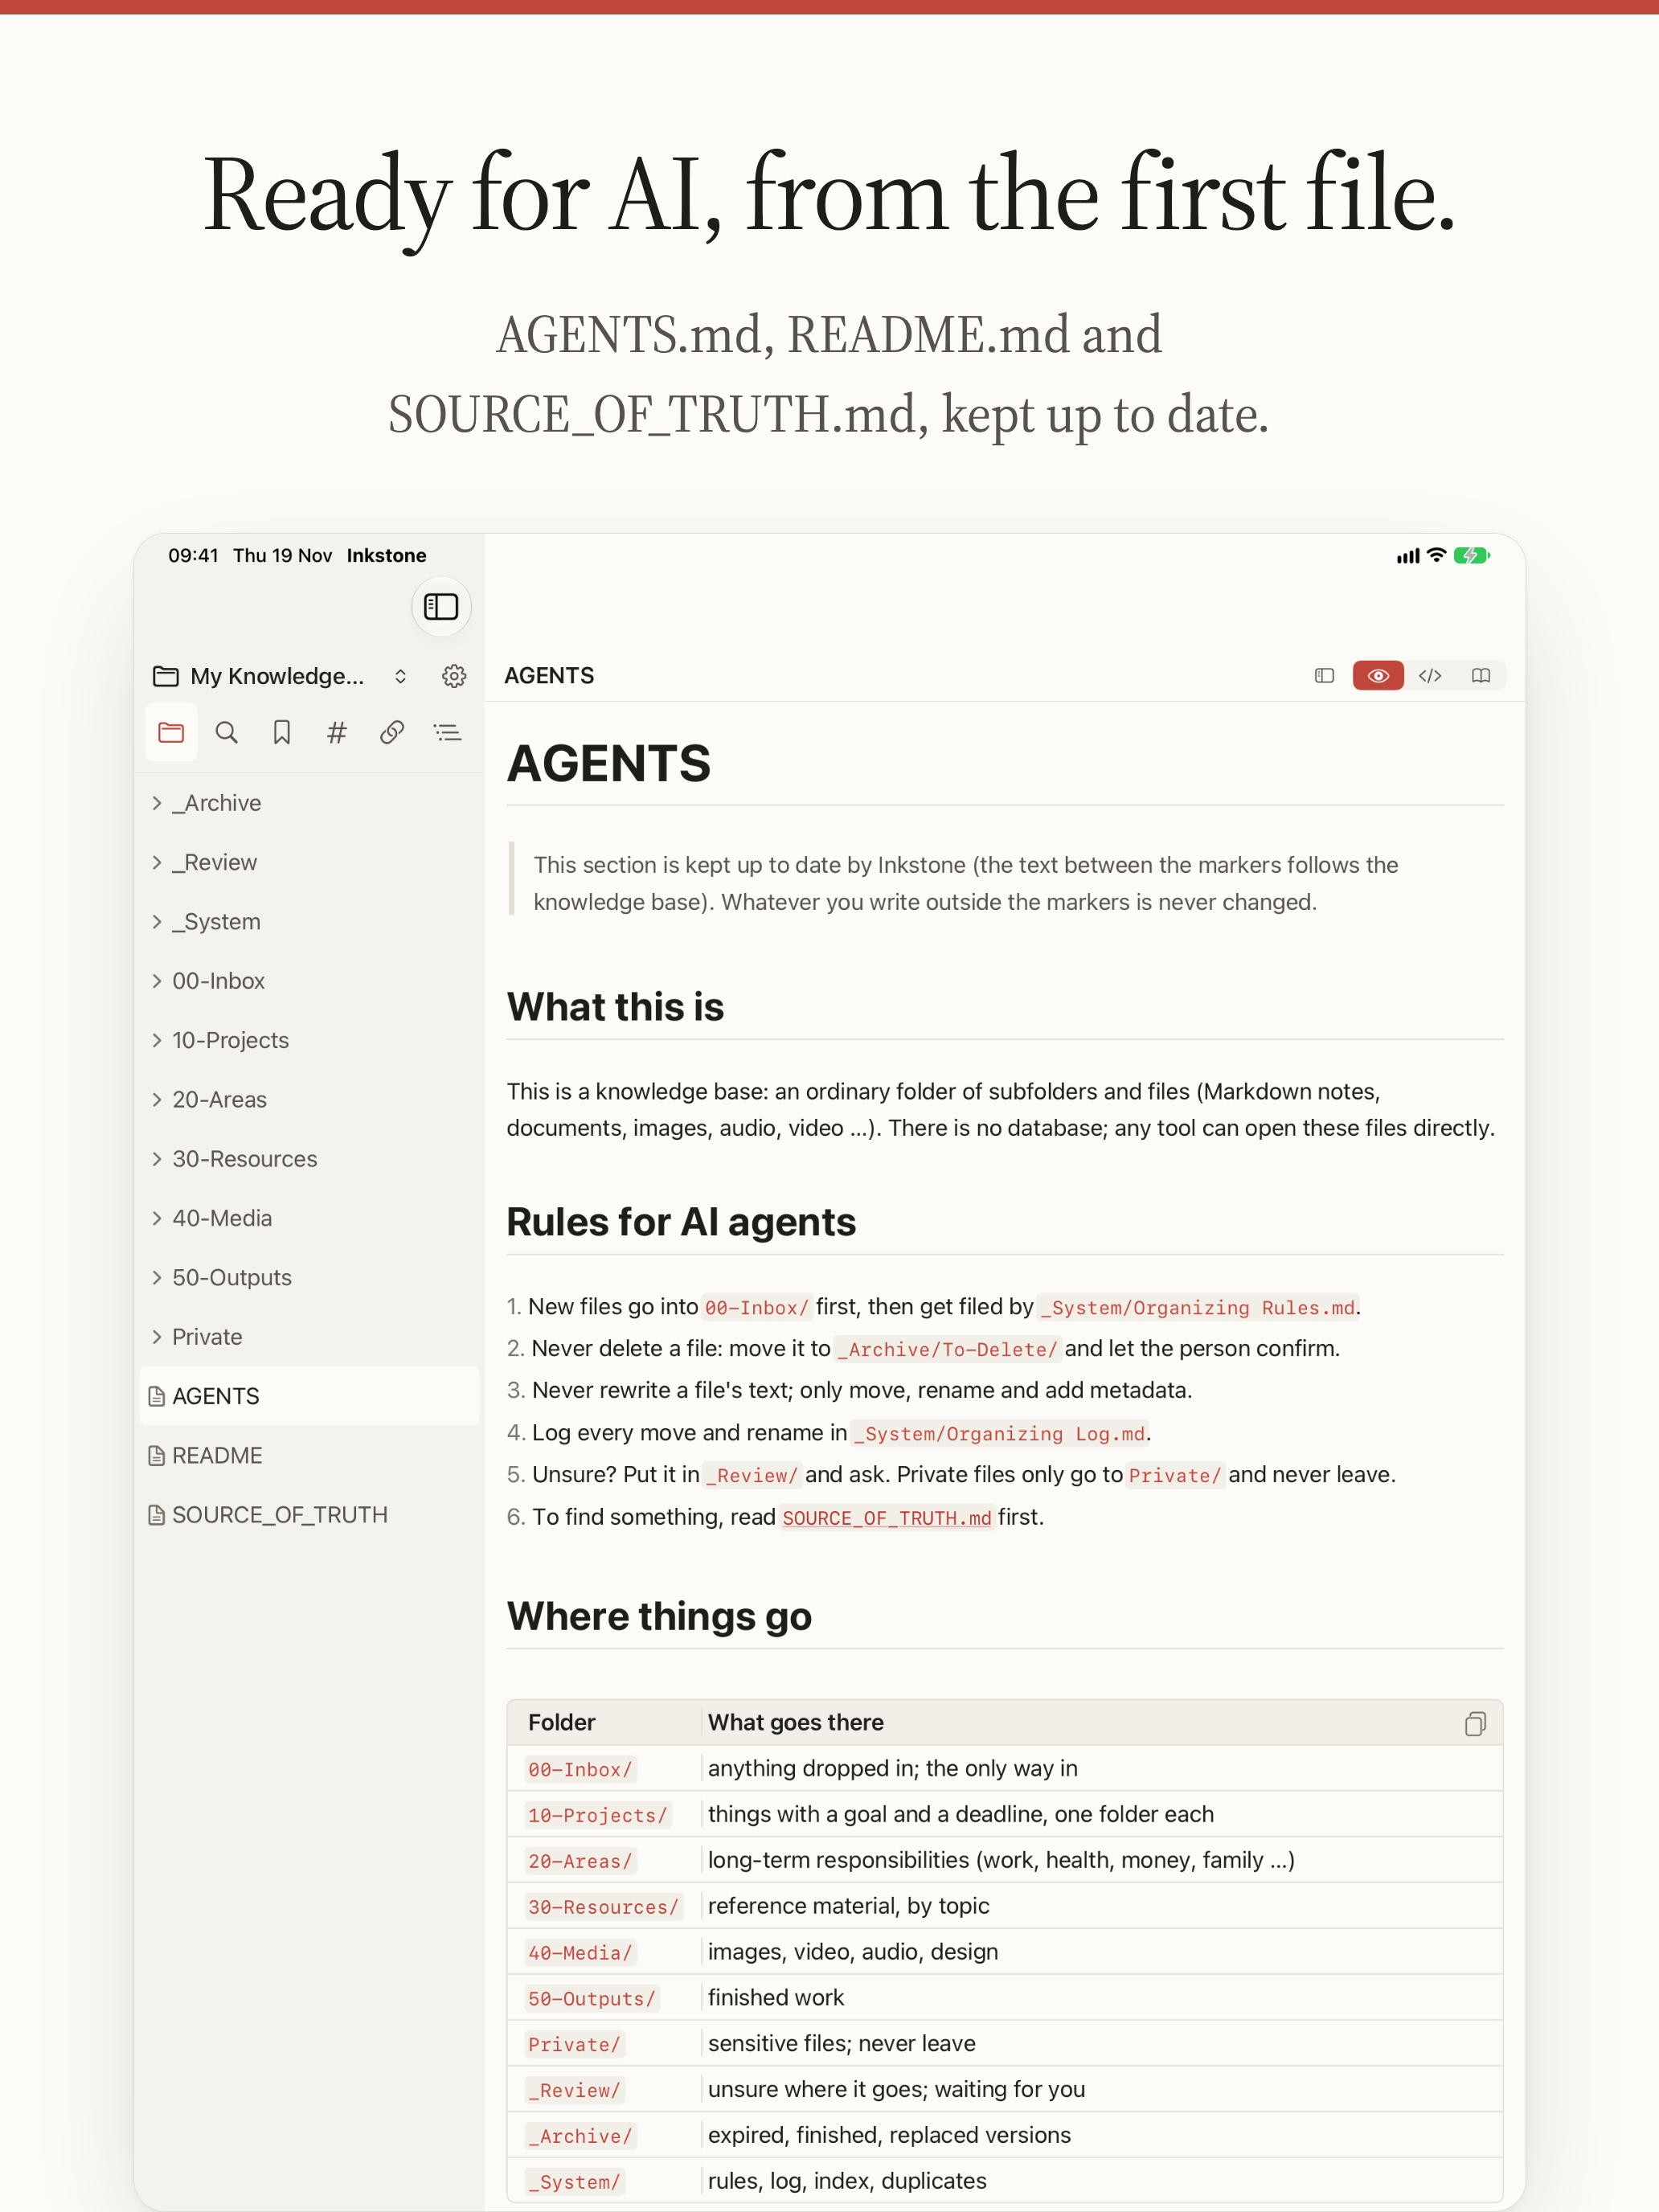 Ready for AI, from the first file.
AGENTS.md, README.md and
SOURCE_OF_TRUTH.md, kept up to date.
09:41 Thu 19 Nov Inkstone
My Knowledge...
_Archive
_Review
_System
00-Inbox
10-Projects
20-Areas
30-Resources
40-Media
50-Outputs
Private
AGENTS
README
SOURCE_OF_TRUTH
AGENTS
AGENTS
This section is kept up to date by Inkstone (the text between the markers follows the
knowledge base). Whatever you write outside the markers is never changed.
What this is
This is a knowledge base: an ordinary folder of subfolders and files (Markdown notes,
documents, images, audio, video ...). There is no database; any tool can open these files directly.
Rules for AI agents
1. New files go into 00-Inbox/ first, then get filed by _System/Organizing Rules.md.
2. Never delete a file: move it to _Archive/To-Delete/ and let the person confirm.
3. Never rewrite a file's text; only move, rename and add metadata.
4. Log every move and rename in _System/Organizing Log.md.
5. Unsure? Put it in _Review/ and ask. Private files only go to Private/ and never leave.
6. To find something, read SOURCE_OF_TRUTH.md first.
Where things go
Folder What goes there
00-Inbox/ anything dropped in; the only way in
10-Projects/ things with a goal and a deadline, one folder each
20-Areas/ long-term responsibilities (work, health, money, family ...)
30-Resources/ reference material, by topic
40-Media/ images, video, audio, design
50-Outputs/ finished work
Private/ sensitive files; never leave
_Review/ unsure where it goes; waiting for you
_Archive/ expired, finished, replaced versions
_System/ rules, log, index, duplicates